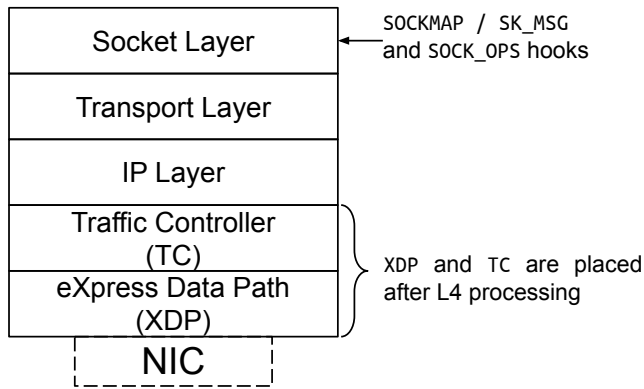 Socket Layer
SOCKMAP / SK_MSG
and SOCK_OPS hooks
Transport Layer
IP Layer
Traffic Controller
(TC)
XDP and TC are placed
after L4 processing
eXpress Data Path
(XDP)
NIC